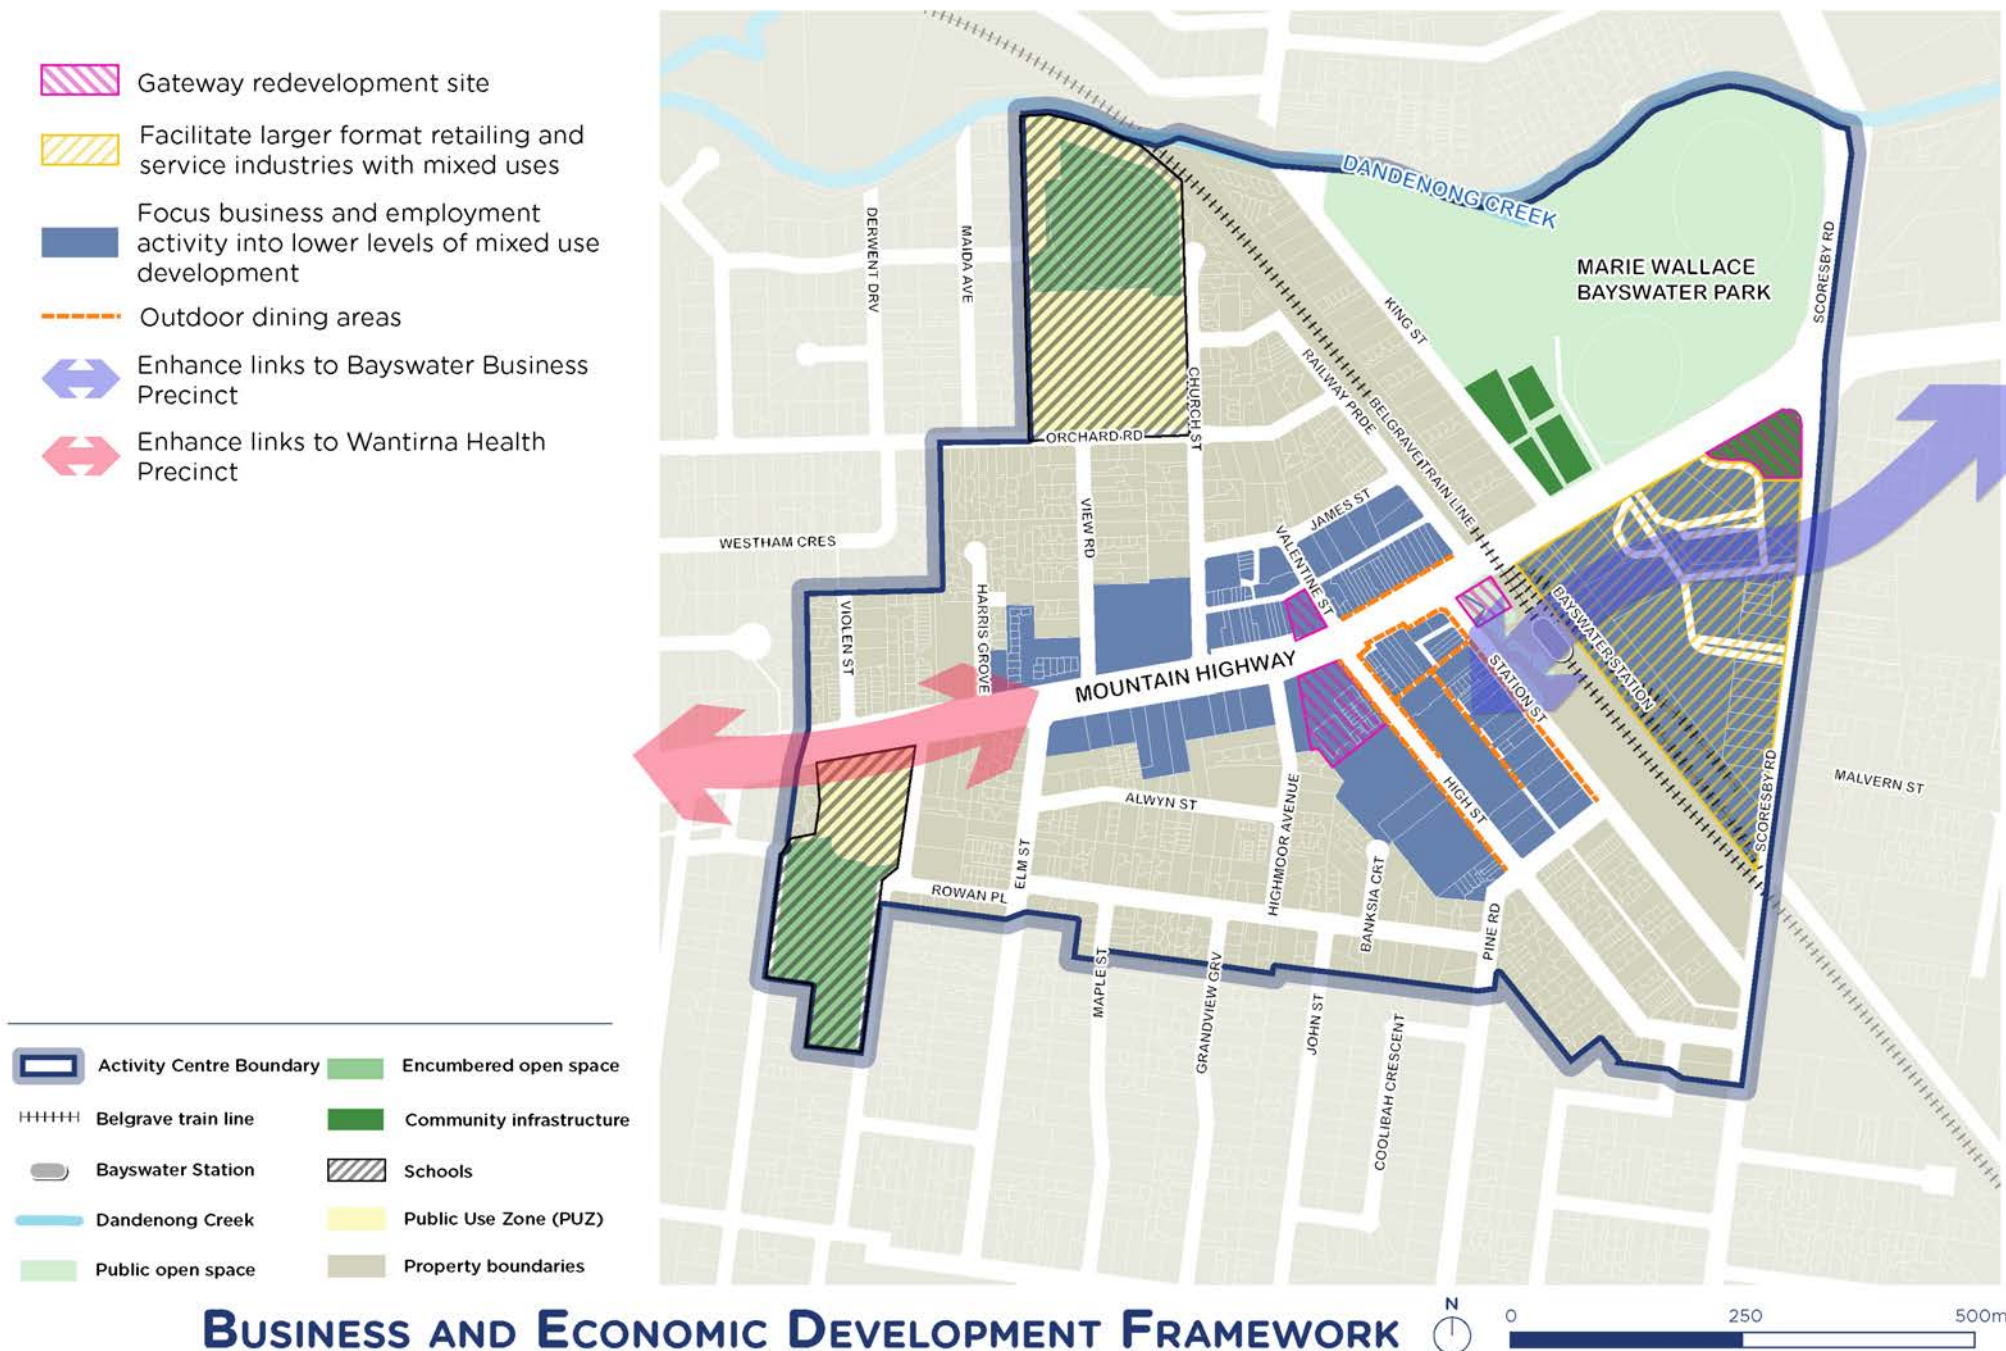 Gateway redevelopment site
Facilitate larger format retailing and
service industries with mixed uses
Focus business and employment
activity into lower levels of mixed use
development
Outdoor dining areas
Enhance links to Bayswater Business
Precinct
Enhance links to Wantirna Health
Precinct
Activity Centre Boundary
Belgrave train line
Bayswater Station
Dandenong Creek
Public open space
Encumbered open space
Community infrastructure
Schools
Public Use Zone (PUZ)
Property boundaries
DANDENONG CREEK
MARIE WALLACE
BAYSWATER PARK
SCORESBY RD
DERWENT DRV
MAIDA AVE
KING ST
RAILWAY PRDE
BELGRAVE TRAIN LINE
CHURCH ST
ORCHARD RD
VIEW RD
JAMES ST
VALENTINE ST
WESTHAM CRES
HARRIS GROVE
VIOLEN ST
MOUNTAIN HIGHWAY
BAYSWATER STATION
STATION ST
SCORESBY RD
MALVERN ST
ALWYN ST
HIGHMOOR AVENUE
HIGH ST
ELM ST
ROWAN PL
BANKSIA CRT
PINE RD
MAPLE ST
GRANDVIEW GRV
JOHN ST
COOLIBAH CRESCENT
BUSINESS AND ECONOMIC DEVELOPMENT FRAMEWORK
N
0 250 500m